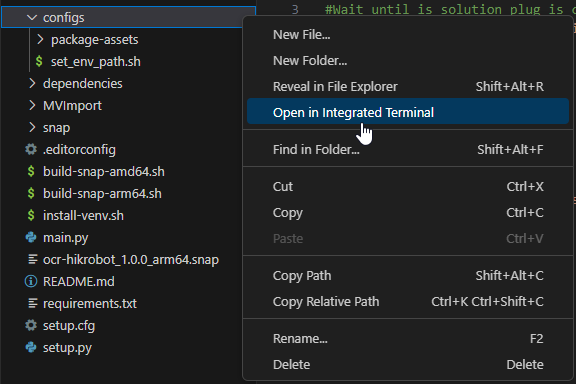 configs
package-assets
$ set_env_path.sh
dependencies
MVImport
snap
.editorconfig
$ build-snap-amd64.sh
$ build-snap-arm64.sh
$ install-venv.sh
main.py
ocr-hikrobot_1.0.0_arm64.snap
README.md
requirements.txt
setup.cfg
setup.py
3 #Wait until is solution plug is c
New File...
New Folder...
Reveal in File Explorer Shift+Alt+R
Open in Integrated Terminal
Find in Folder... Shift+Alt+F
Cut Ctrl+X
Copy Ctrl+C
Paste Ctrl+V
Copy Path Shift+Alt+C
Copy Relative Path Ctrl+K Ctrl+Shift+C
Rename... F2
Delete Delete